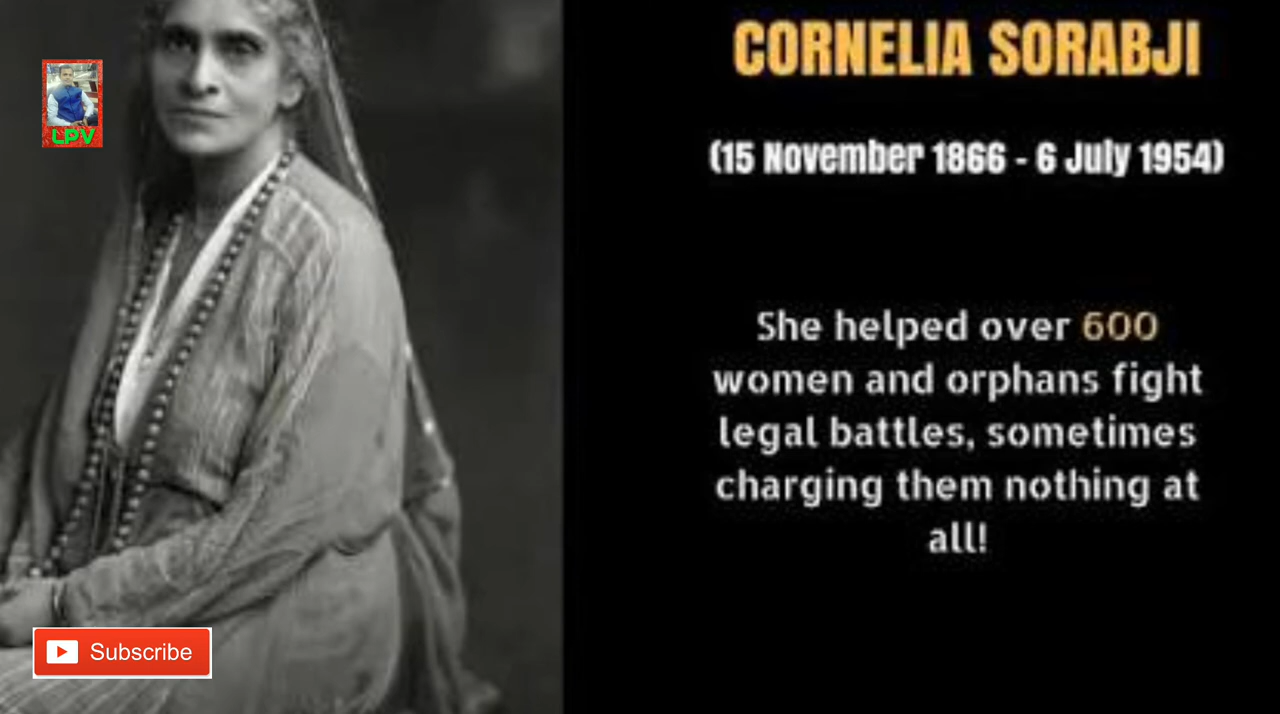 CORNELIA SORABJI
(15 November 1866 - 6 July 1954)
She helped over 600
women and orphans fight
legal battles, sometimes
charging them nothing at
all!
LPV
Subscribe